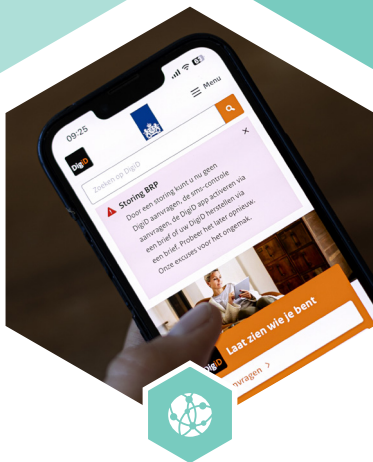 09:25
63
DigiD
Menu
Zoeken op DigiD
Storing BRP
Door een storing kunt u nu geen
DigiD aanvragen, de sms-controle
aanvragen, de DigiD app activeren via
een brief of uw DigiD herstellen via
een brief. Probeer het later opnieuw.
Onze excuses voor het ongemak.
DigiD
Laat zien wie je bent